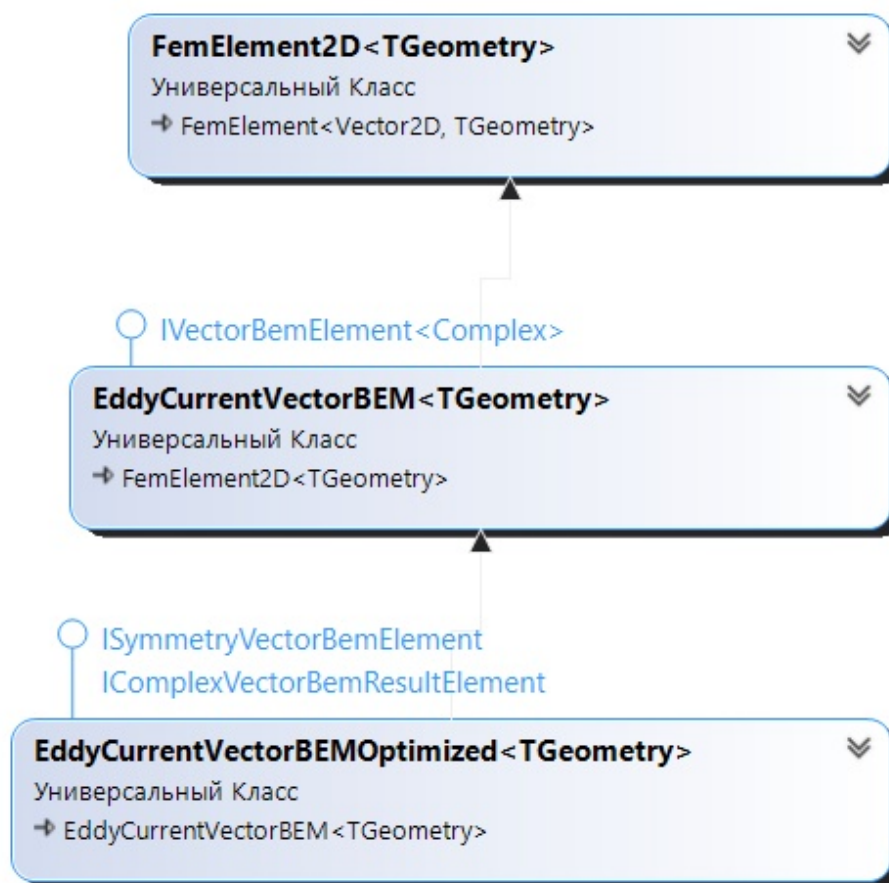 FemElement2D<TGeometry>
Универсальный Класс
FemElement<Vector2D, TGeometry>
IVectorBemElement<Complex>
EddyCurrentVectorBEM<TGeometry>
Универсальный Класс
FemElement2D<TGeometry>
ISymmetryVectorBemElement
IComplexVectorBemResultElement
EddyCurrentVectorBEMOptimized<TGeometry>
Универсальный Класс
EddyCurrentVectorBEM<TGeometry>